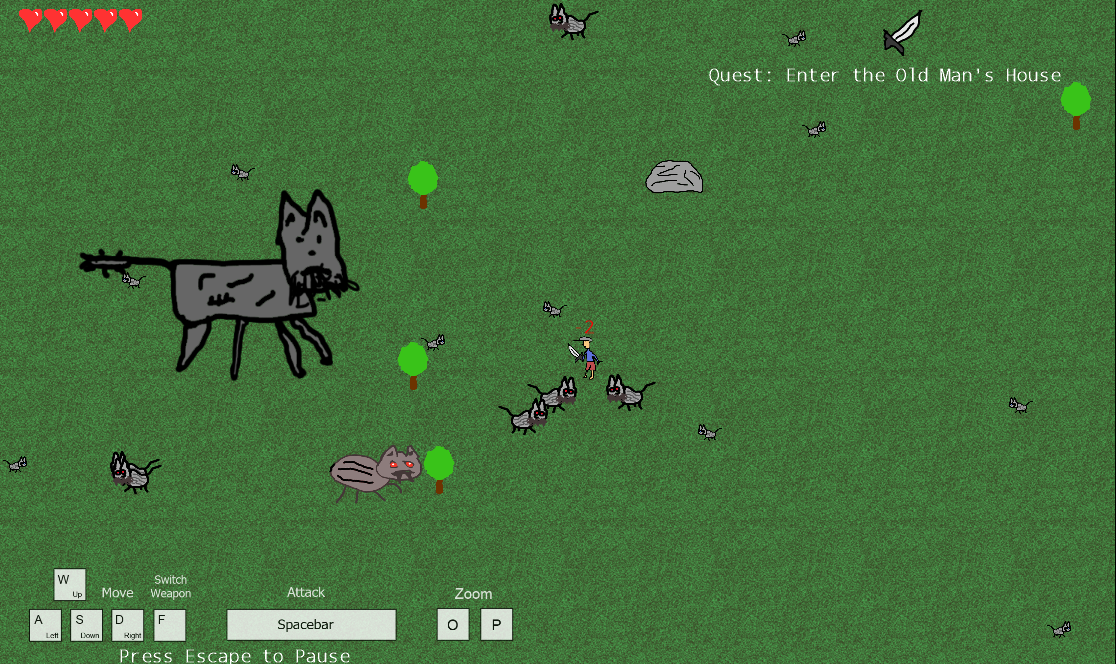 Quest: Enter the Old Man's House
-2
W
Up
Move
Switch
Weapon
Attack
Zoom
A
Left
S
Down
D
Right
F
Spacebar
O
P
Press Escape to Pause